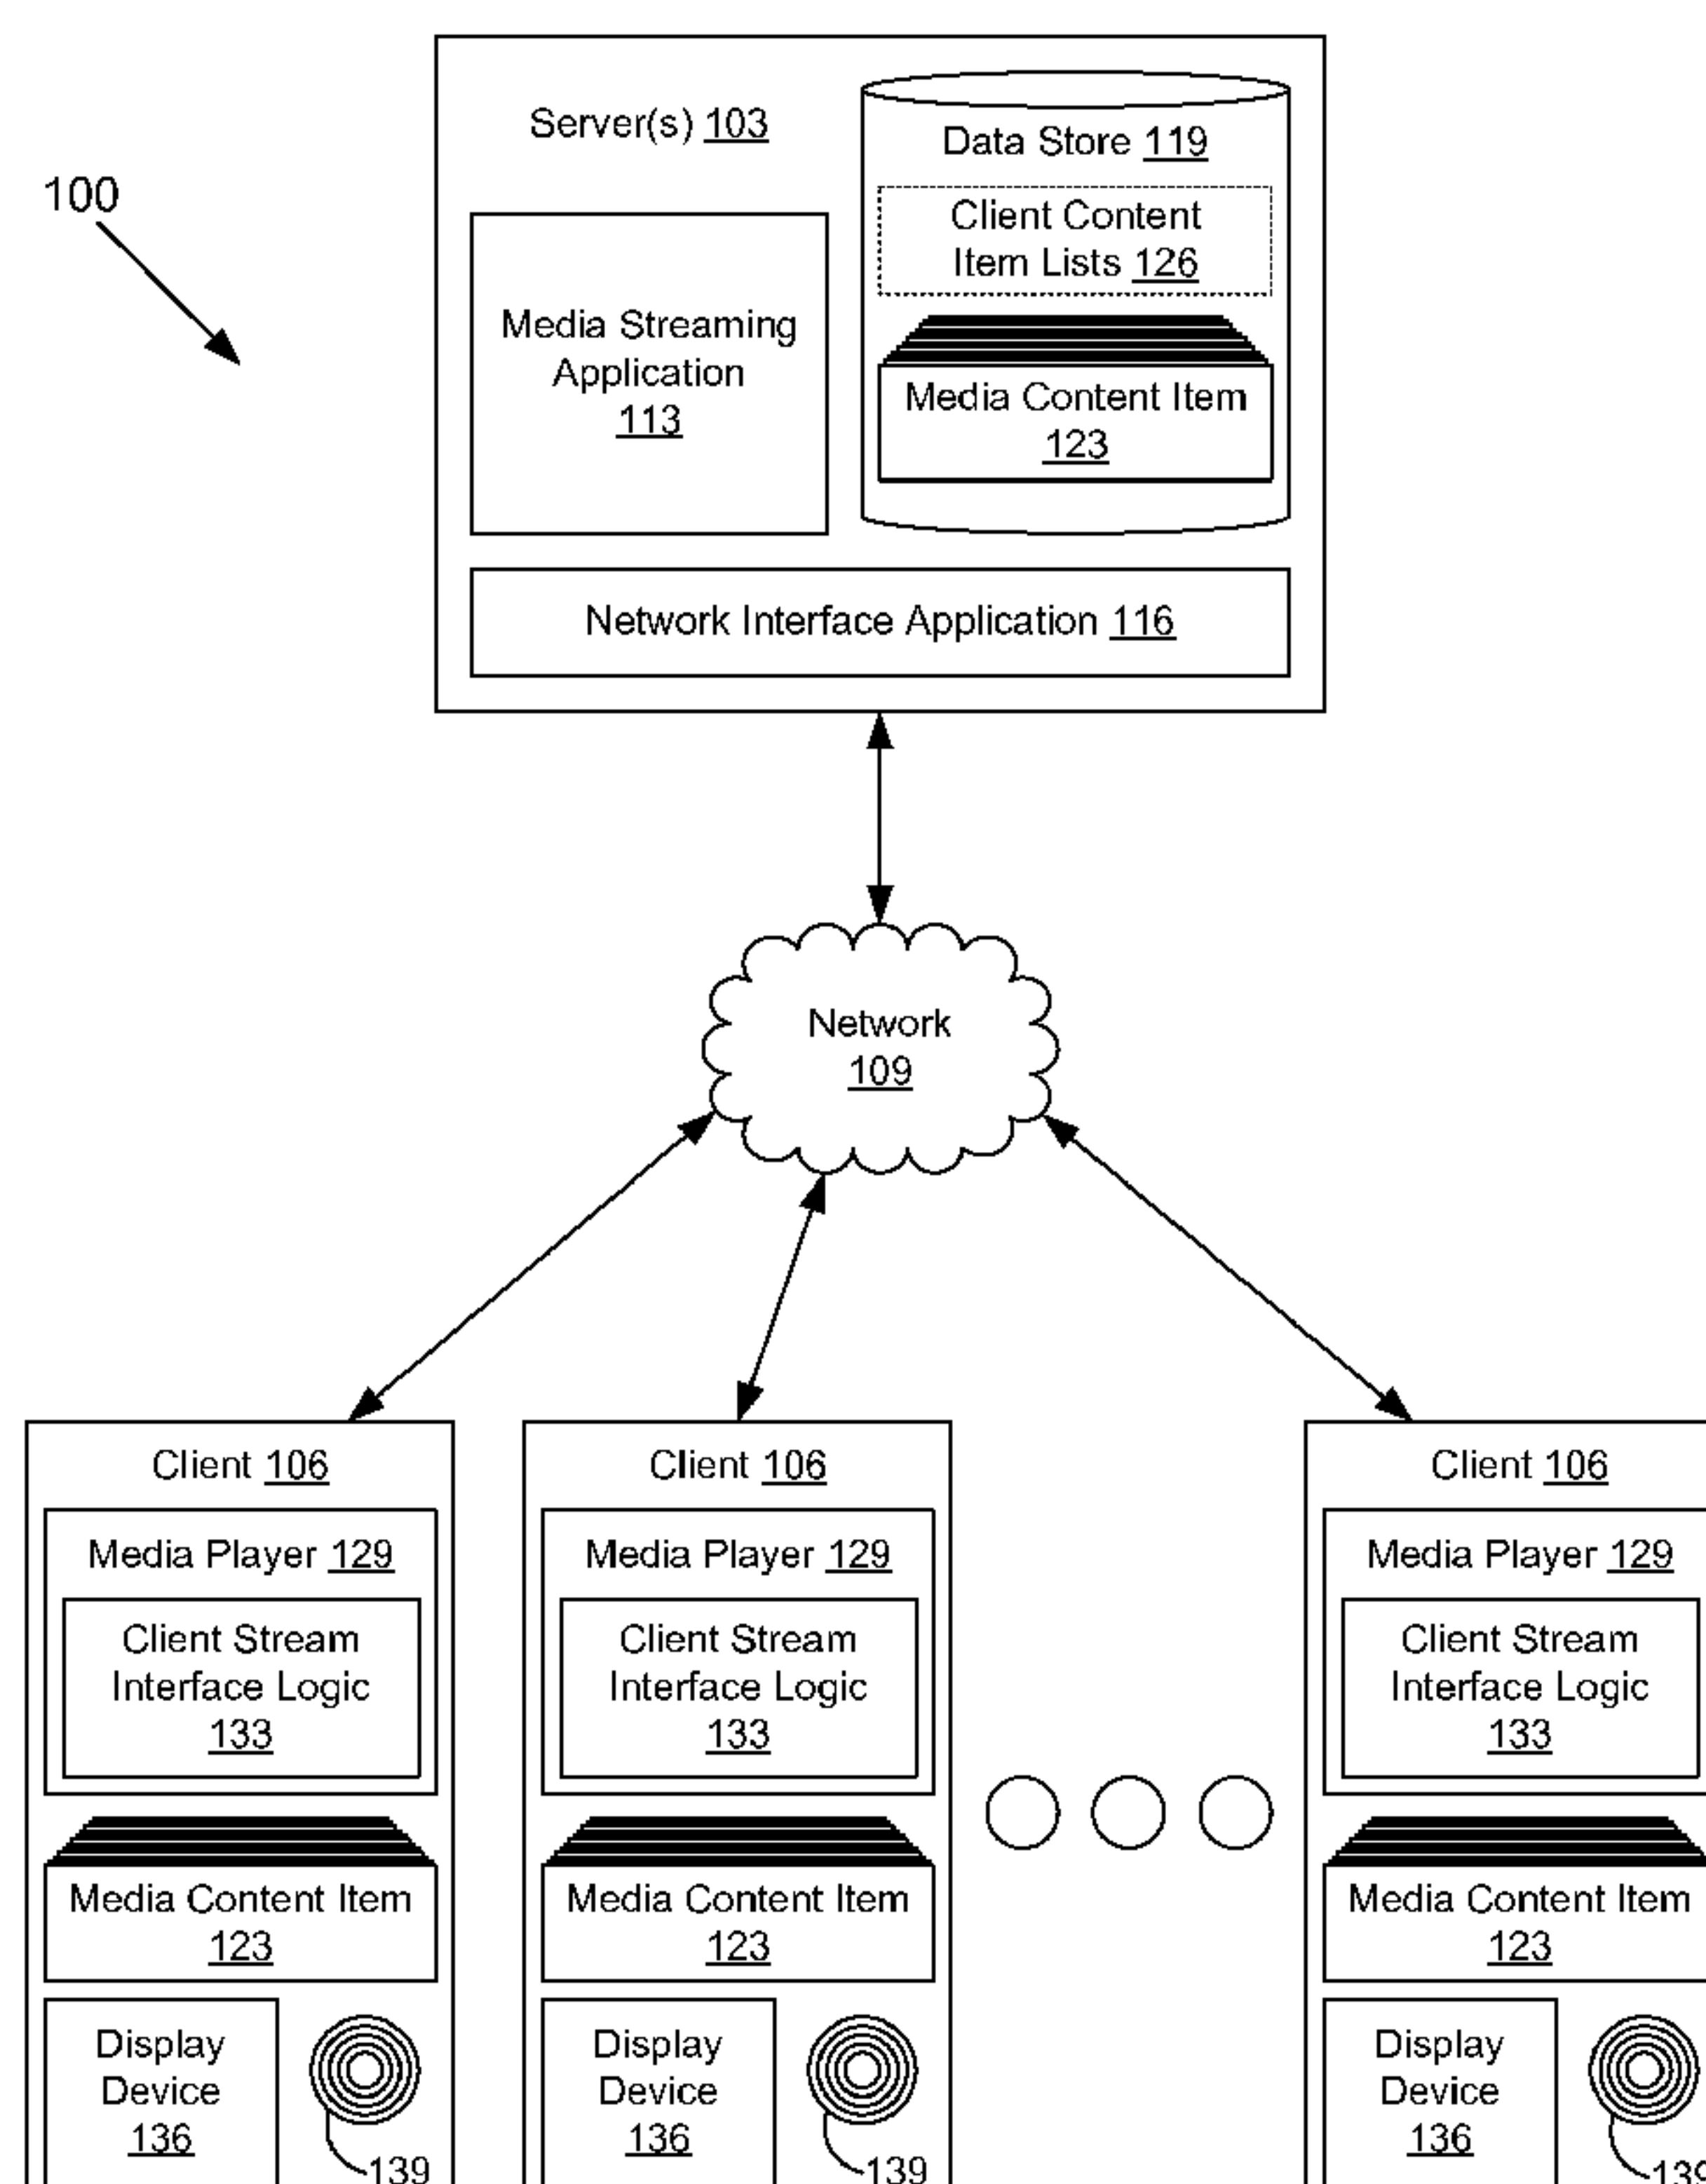 100
Server(s) 103
Data Store 119
Client Content
Item Lists 126
Media Streaming
Application
113
Media Content Item
123
Network Interface Application 116
Network
109
Client 106
Media Player 129
Client Stream
Interface Logic
133
Media Content Item
123
Display
Device
136
139
Client 106
Media Player 129
Client Stream
Interface Logic
133
Media Content Item
123
Display
Device
136
139
Client 106
Media Player 129
Client Stream
Interface Logic
133
Media Content Item
123
Display
Device
136
139